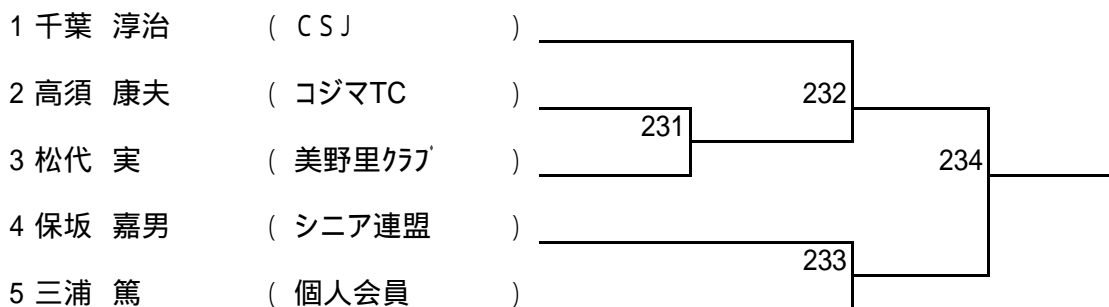 1 千葉 淳治 ( CSJ )
232
2 高須 康夫 ( コジマTC )
231
3 松代 実 ( 美野里ｸﾗﾌﾞ )
234
4 保坂 嘉男 ( シニア連盟 )
233
5 三浦 篤 ( 個人会員 )